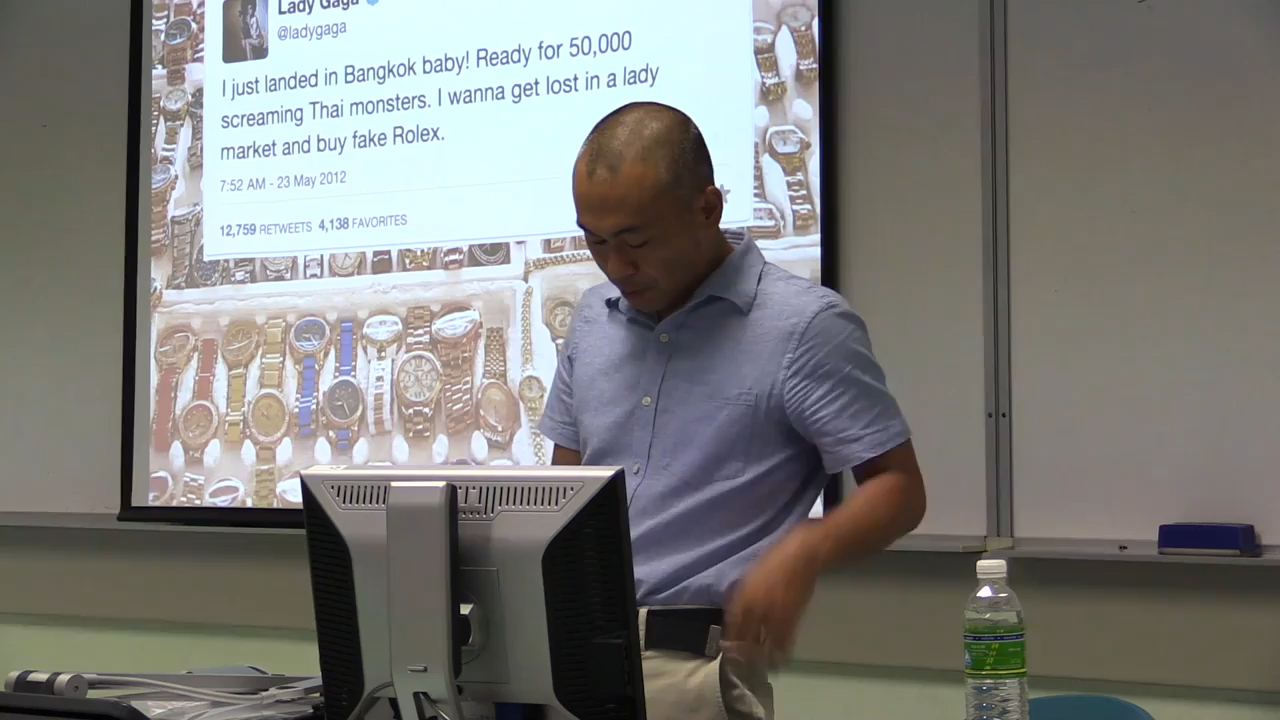 Lady Gaga
@ladygaga
I just landed in Bangkok baby! Ready for 50,000
screaming Thai monsters. I wanna get lost in a lady
market and buy fake Rolex.
7:52 AM - 23 May 2012
12,759 RETWEETS 4,138 FAVORITES